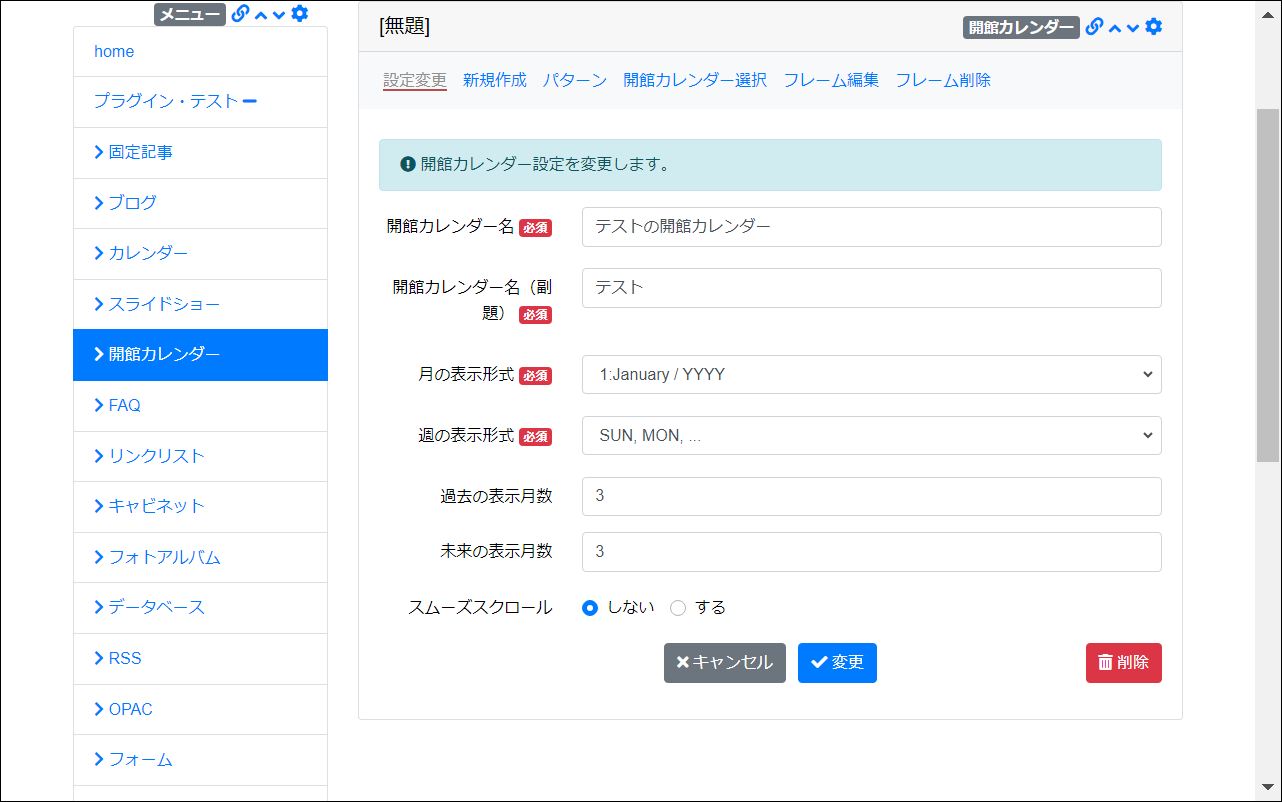 メニュー
home
プラグイン・テスト
固定記事
ブログ
カレンダー
スライドショー
開館カレンダー
FAQ
リンクリスト
キャビネット
フォトアルバム
データベース
RSS
OPAC
フォーム
[無題]
開館カレンダー
設定変更 新規作成 パターン 開館カレンダー選択 フレーム編集 フレーム削除
開館カレンダー設定を変更します。
開館カレンダー名 必須 テストの開館カレンダー
開館カレンダー名（副 テスト
題） 必須
月の表示形式 必須 1:January / YYYY
週の表示形式 必須 SUN, MON, ...
過去の表示月数 3
未来の表示月数 3
スムーズスクロール しない する
キャンセル 変更 削除